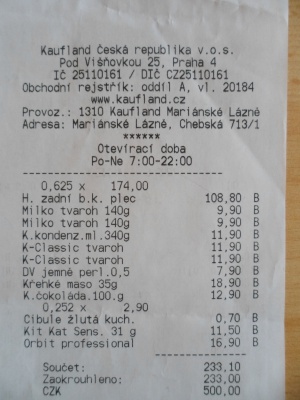 Kaufland Česká republika v.o.s.
Pod Višňovkou 25, Praha 4
IČ 25110161 / DIČ CZ25110161
Obchodní rejstřík: oddíl A, vl. 20184
www.kaufland.cz
Provoz.: 1310 Kaufland Mariánské Lázně
Adresa: Mariánské Lázně, Chebská 713/1
******
Otevírací doba
Po-Ne 7:00-22:00
0,625 x 174,00
H. zadní b.k. plec 108,80 B
Milko tvaroh 140g 9,90 B
Milko tvaroh 140g 9,90 B
K.kondenz.ml.340g 11,90 B
K-Classic tvaroh 11,90 B
K-Classic tvaroh 11,90 B
DV jemné perl.0,5 7,90 B
Křehké maso 35g 18,90 B
K.čokoláda.100.g 12,90 B
0,252 x 2,90
Cibule žlutá kuch. 0,70 B
Kit Kat Sens. 31 g 11,50 B
Orbit professional 16,90 B
Součet: 233,10
Zaokrouhleno: 233,00
CZK 500,00